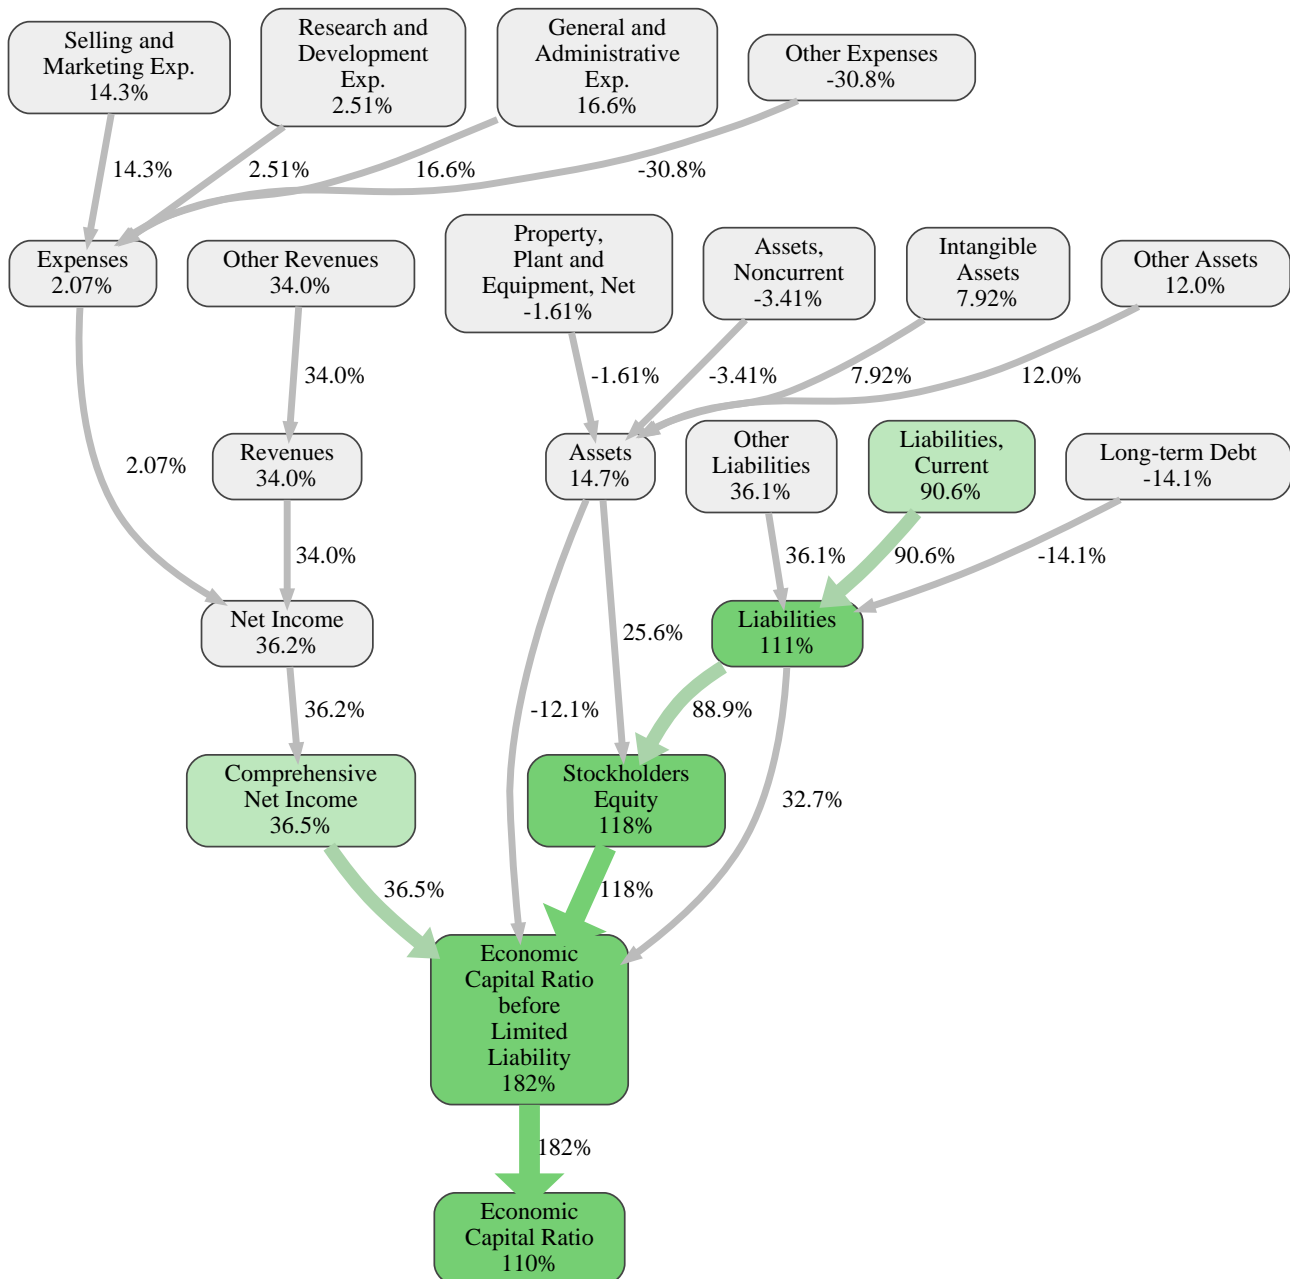 Selling and
Marketing Exp.
14.3%
Research and
Development
Exp.
2.51%
General and
Administrative
Exp.
16.6%
Other Expenses
-30.8%
14.3%
2.51%
16.6%
-30.8%
Expenses
2.07%
Other Revenues
34.0%
Property,
Plant and
Equipment, Net
-1.61%
Assets,
Noncurrent
-3.41%
Intangible
Assets
7.92%
Other Assets
12.0%
34.0%
-1.61%
-3.41%
7.92%
12.0%
2.07%
Revenues
34.0%
Assets
14.7%
Other
Liabilities
36.1%
Liabilities,
Current
90.6%
Long-term Debt
-14.1%
34.0%
36.1%
90.6%
-14.1%
Net Income
36.2%
25.6%
Liabilities
111%
36.2%
-12.1%
88.9%
Comprehensive
Net Income
36.5%
Stockholders
Equity
118%
32.7%
36.5%
118%
Economic
Capital Ratio
before
Limited
Liability
182%
182%
Economic
Capital Ratio
110%